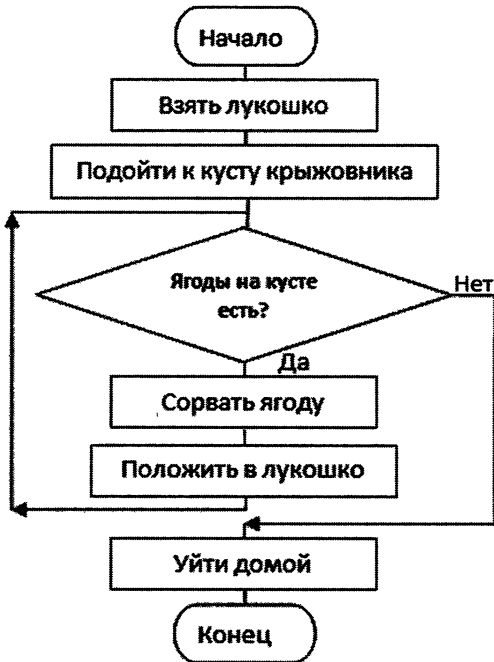 Начало
Взять лукошко
Подойти к кусту крыжовника
Ягоды на кусте
есть?
Нет
Да
Сорвать ягоду
Положить в лукошко
Уйти домой
Конец